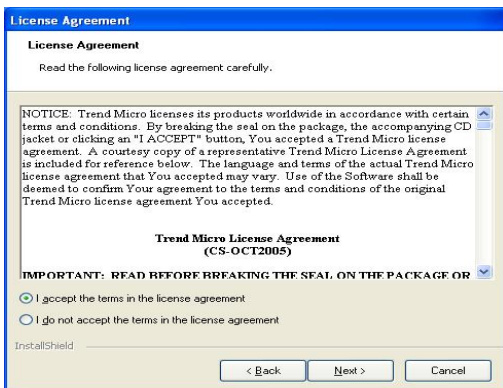 License Agreement
License Agreement
Read the following license agreement carefully.
NOTICE: Trend Micro licenses its products worldwide in accordance with certain
terms and conditions. By breaking the seal on the package, the accompanying CD
jacket or clicking an "I ACCEPT" button, You accepted a Trend Micro license
agreement. A courtesy copy of a representative Trend Micro License Agreement
is included for reference below. The language and terms of the actual Trend Micro
license agreement that You accepted may vary. Use of the Software shall be
deemed to confirm Your agreement to the terms and conditions of the original
Trend Micro license agreement You accepted.
Trend Micro License Agreement
(CS-OCT2005)
IMPORTANT: READ BEFORE BREAKING THE SEAL ON THE PACKAGE OR
I accept the terms in the license agreement
I do not accept the terms in the license agreement
InstallShield
< Back
Next >
Cancel